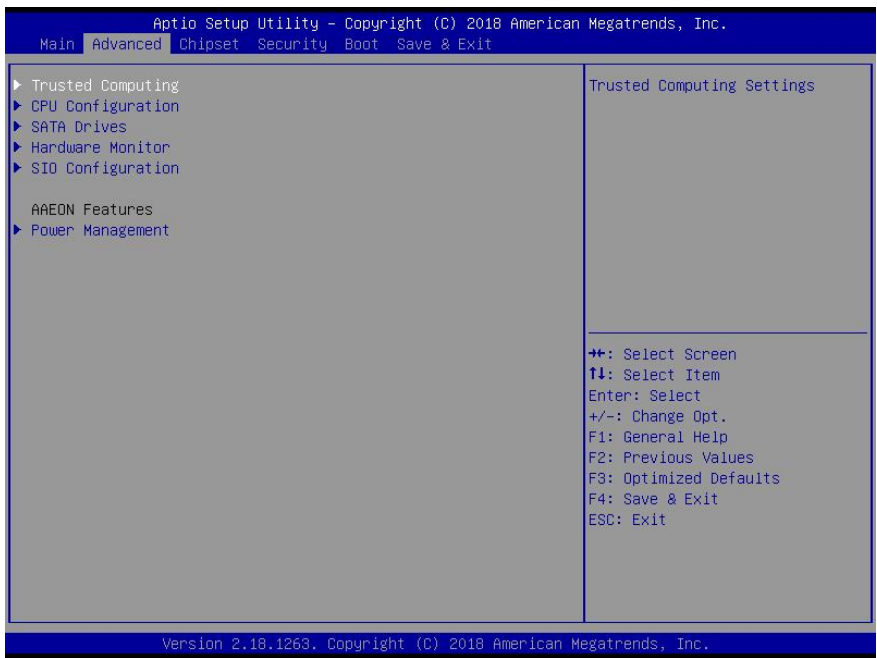 Aptio Setup Utility – Copyright (C) 2018 American Megatrends, Inc.
Main Advanced Chipset Security Boot Save & Exit
Trusted Computing
CPU Configuration
SATA Drives
Hardware Monitor
SIO Configuration
AAEON Features
Power Management
Trusted Computing Settings
→←: Select Screen
↑↓: Select Item
Enter: Select
+/-: Change Opt.
F1: General Help
F2: Previous Values
F3: Optimized Defaults
F4: Save & Exit
ESC: Exit
Version 2.18.1263. Copyright (C) 2018 American Megatrends, Inc.